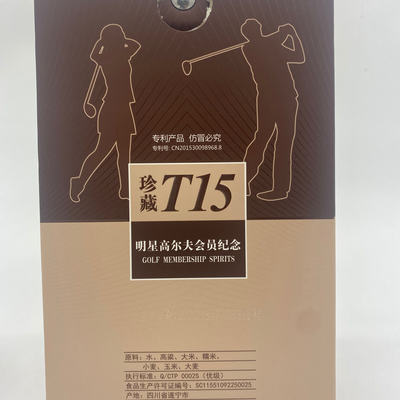 专利产品 仿冒必究
专利号: CN201530098968.8
珍藏 T15
明星高尔夫会员纪念
GOLF MEMBERSHIP SPIRITS
原料: 水、高粱、大米、糯米、
小麦、玉米、大麦
执行标准: Q/CTP 0002S (优级)
食品生产许可证编号: SC11551092250025
产地: 四川省遂宁市